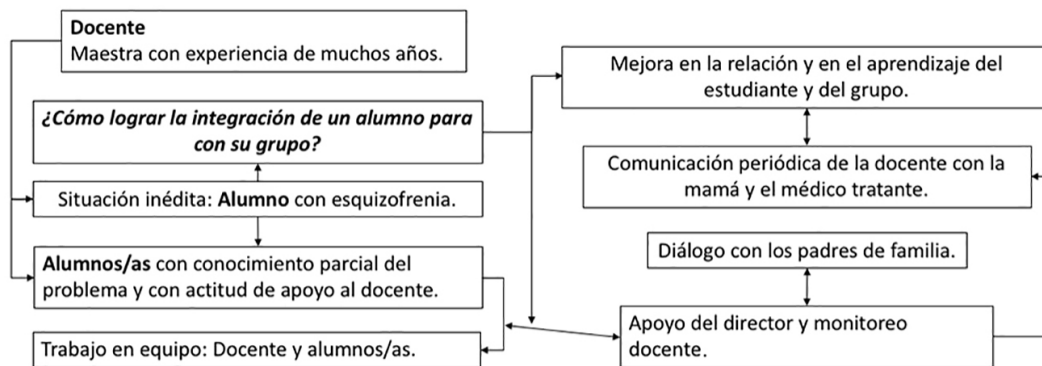 Docente
Maestra con experiencia de muchos años.
¿Cómo lograr la integración de un alumno para
con su grupo?
Situación inédita: Alumno con esquizofrenia.
Alumnos/as con conocimiento parcial del
problema y con actitud de apoyo al docente.
Trabajo en equipo: Docente y alumnos/as.
Mejora en la relación y en el aprendizaje del
estudiante y del grupo.
Comunicación periódica de la docente con la
mamá y el médico tratante.
Diálogo con los padres de familia.
Apoyo del director y monitoreo
docente.